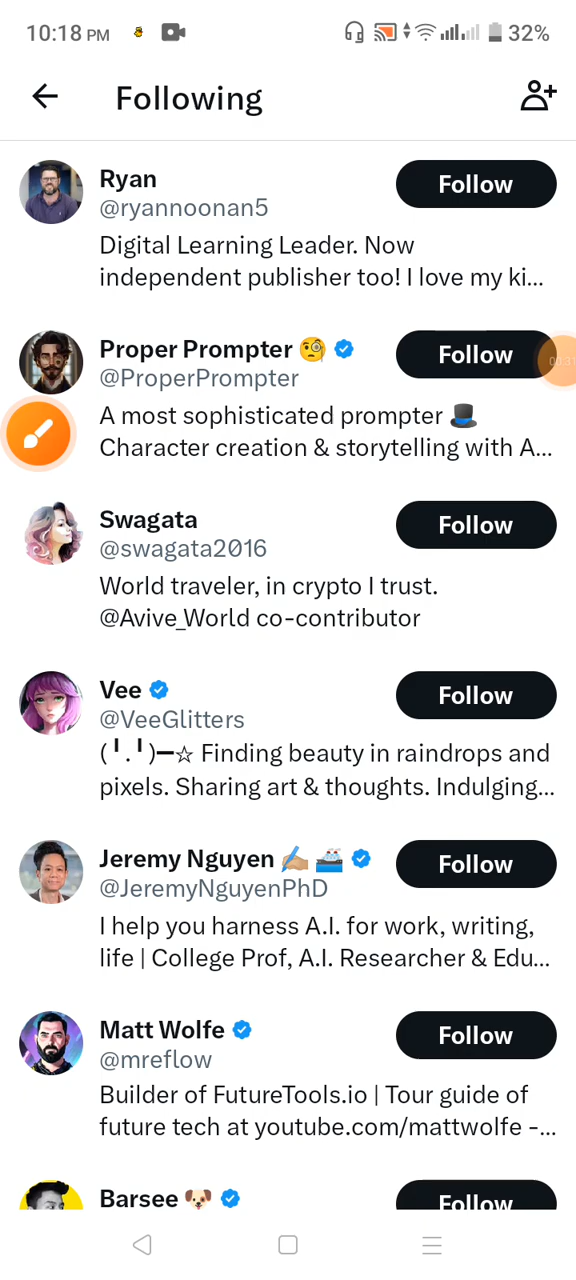 10:18 PM 32%
Following
Ryan Follow
@ryannoonan5
Digital Learning Leader. Now
independent publisher too! I love my ki...
Proper Prompter 🧐 Follow
@ProperPrompter 00:31
A most sophisticated prompter 🎩
Character creation & storytelling with A...
Swagata Follow
@swagata2016
World traveler, in crypto I trust.
@Avive_World co-contributor
Vee Follow
@VeeGlitters
(╹.╹)━☆ Finding beauty in raindrops and
pixels. Sharing art & thoughts. Indulging...
Jeremy Nguyen ✍🏼 🚢 Follow
@JeremyNguyenPhD
I help you harness A.I. for work, writing,
life | College Prof, A.I. Researcher & Edu...
Matt Wolfe Follow
@mreflow
Builder of FutureTools.io | Tour guide of
future tech at youtube.com/mattwolfe -...
Barsee 🐶 Follow